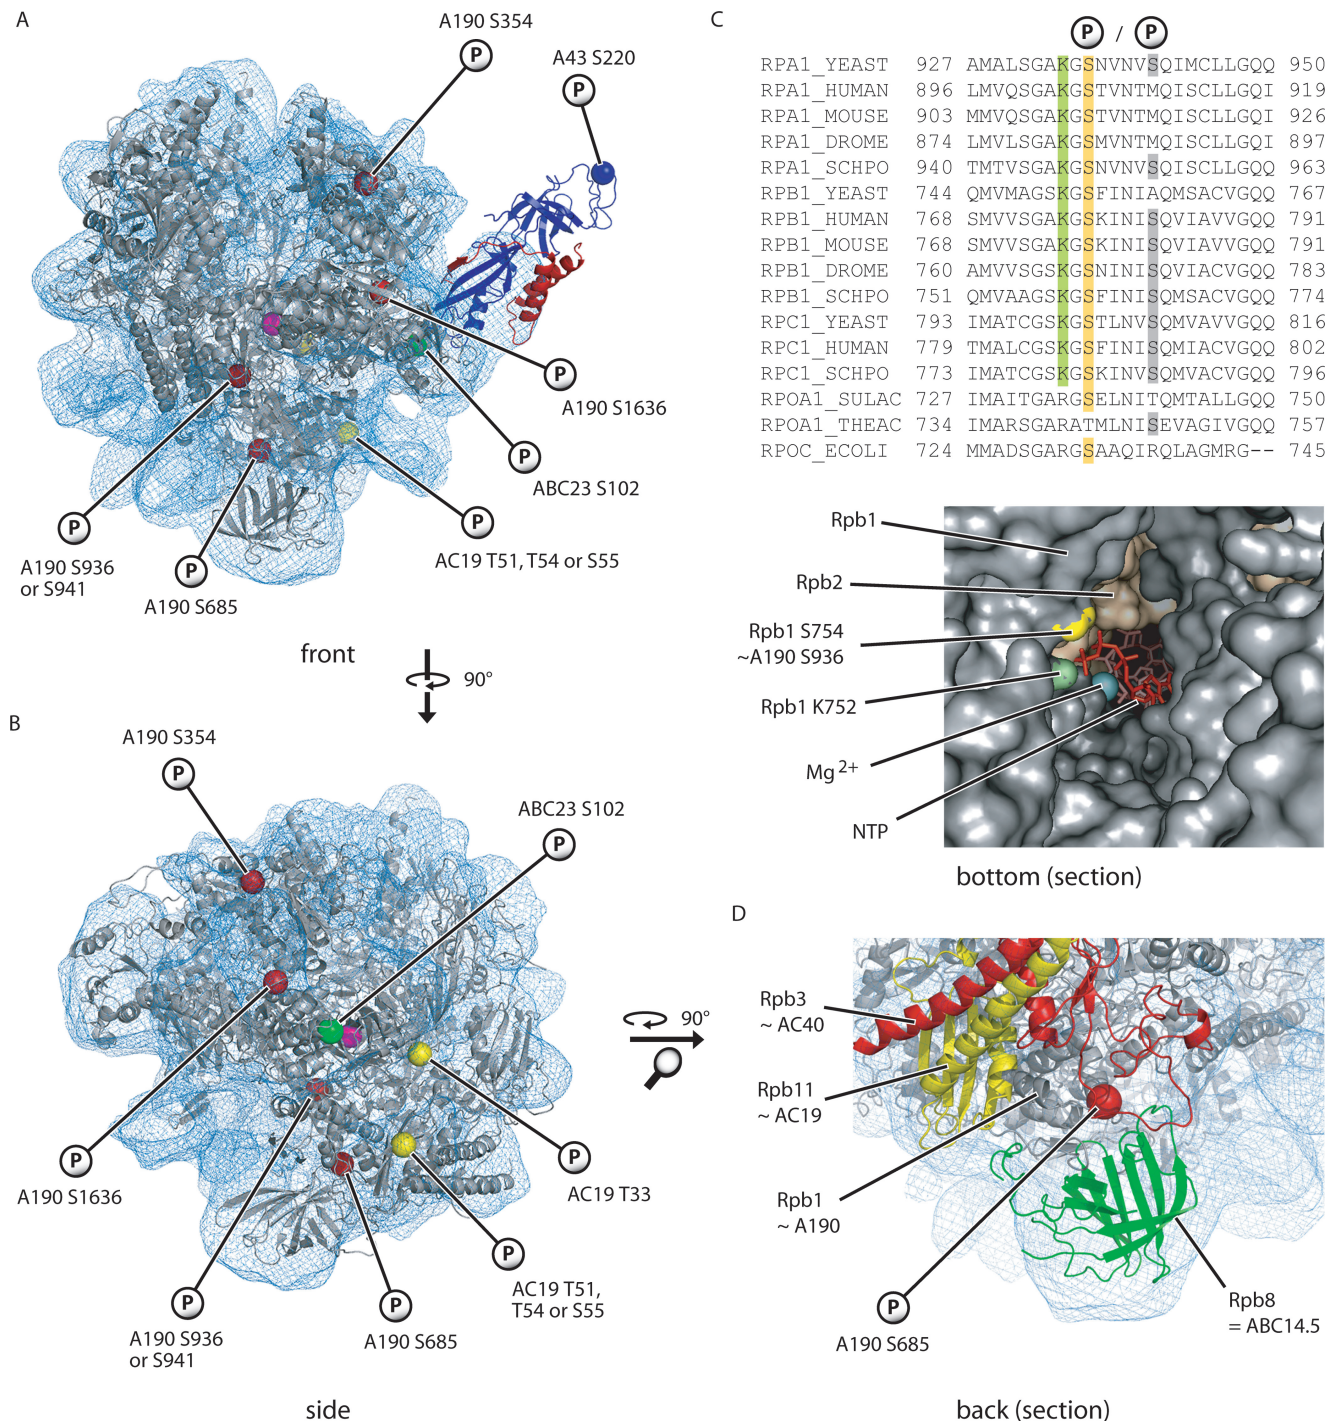 A
A190 S354
P
A43 S220
P
P
A190 S1636
P
ABC23 S102
P
AC19 T51, T54 or S55
P
A190 S936
or S941
P
A190 S685
front
90°
B
A190 S354
P
ABC23 S102
P
P
A190 S1636
P
AC19 T33
P
AC19 T51,
T54 or S55
P
A190 S936
or S941
P
A190 S685
side
90°
C
P / P
RPA1_YEAST 927 AMALSGAKGSNVNVSQIMCLLGQQ 950
RPA1_HUMAN 896 LMVQSGAKGSTVNTMQISCLLGQI 919
RPA1_MOUSE 903 MMVQSGAKGSTVNTMQISCLLGQI 926
RPA1_DROME 874 LMVLSGAKGSMVNTMQISCLLGQI 897
RPA1_SCHPO 940 TMTVSGAKGSNVNVSQISCLLGQQ 963
RPB1_YEAST 744 QMVMAGSKGSFINIAQMSACVGQQ 767
RPB1_HUMAN 768 SMVVSGAKGSKINISQVIAVVGQQ 791
RPB1_MOUSE 768 SMVVSGAKGSKINISQVIAVVGQQ 791
RPB1_DROME 760 AMVVSGSKGSNINISQVIACVGQQ 783
RPB1_SCHPO 751 QMVAAGSKGSFINISQMSACVGQQ 774
RPC1_YEAST 793 IMATCGSKGSTLNVSQMVAVVGQQ 816
RPC1_HUMAN 779 TMALCGSKGSFINISQMIACVGQQ 802
RPC1_SCHPO 773 IMATCGSKGSKINVSQMVACVGQQ 796
RPOA1_SULAC 727 IMAITGARGSELNITQMTALLGQQ 750
RPOA1_THEAC 734 IMARSGARATMLNISEVAGIVGQQ 757
RPOC_ECOLI 724 MMADSGARGSAAQIRQLAGMRG-- 745
Rpb1
Rpb2
Rpb1 S754
~A190 S936
Rpb1 K752
Mg2+
NTP
bottom (section)
D
Rpb3
~ AC40
Rpb11
~ AC19
Rpb1
~ A190
P
A190 S685
Rpb8
= ABC14.5
back (section)